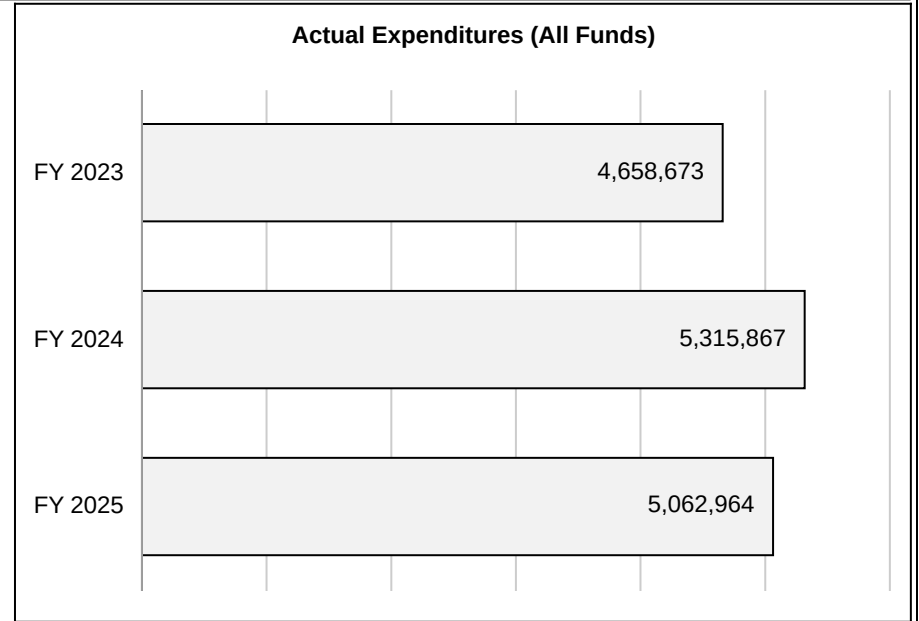 Actual Expenditures (All Funds)
FY 2023
4,658,673
FY 2024
5,315,867
FY 2025
5,062,964